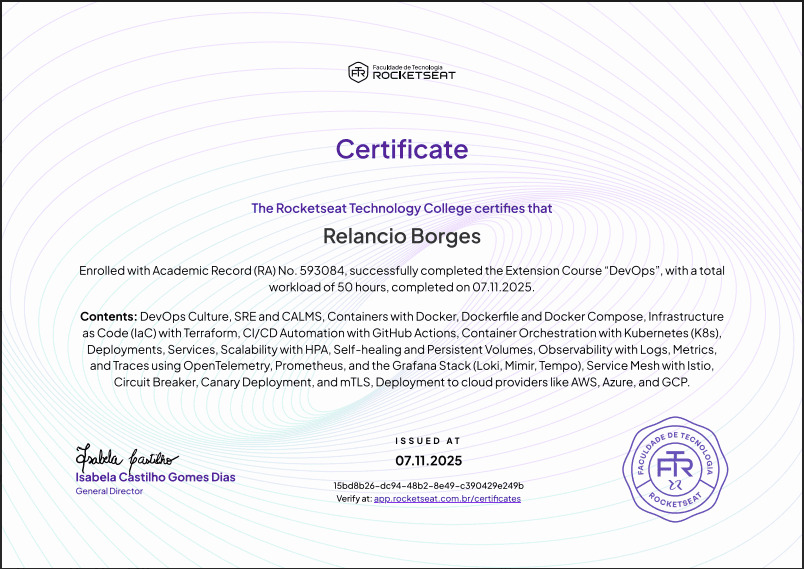 Faculdade de Tecnologia
ROCKETSEAT
Certificate
The Rocketseat Technology College certifies that
Relancio Borges
Enrolled with Academic Record (RA) No. 593084, successfully completed the Extension Course “DevOps”, with a total
workload of 50 hours, completed on 07.11.2025.
Contents: DevOps Culture, SRE and CALMS, Containers with Docker, Dockerfile and Docker Compose, Infrastructure
as Code (IaC) with Terraform, CI/CD Automation with GitHub Actions, Container Orchestration with Kubernetes (K8s),
Deployments, Services, Scalability with HPA, Self-healing and Persistent Volumes, Observability with Logs, Metrics,
and Traces using OpenTelemetry, Prometheus, and the Grafana Stack (Loki, Mimir, Tempo), Service Mesh with Istio,
Circuit Breaker, Canary Deployment, and mTLS, Deployment to cloud providers like AWS, Azure, and GCP.
Isabela Castilho
Isabela Castilho Gomes Dias
General Director
ISSUED AT
07.11.2025
15bd8b26-dc94-48b2-8e49-c390429e249b
Verify at: app.rocketseat.com.br/certificates
FACULDADE DE TECNOLOGIA
FTR
ROCKETSEAT